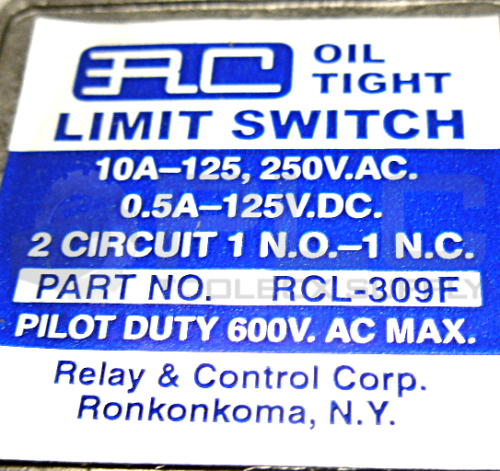 RC OIL
TIGHT
LIMIT SWITCH
10A–125, 250V.AC.
0.5A–125V.DC.
2 CIRCUIT 1 N.O.–1 N.C.
PART NO. RCL-309F
PILOT DUTY 600V. AC MAX.
Relay & Control Corp.
Ronkonkoma, N.Y.